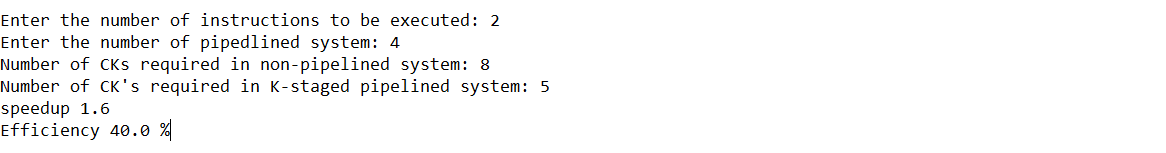 Enter the number of instructions to be executed: 2
Enter the number of pipedlined system: 4
Number of CKs required in non-pipelined system: 8
Number of CK's required in K-staged pipelined system: 5
speedup 1.6
Efficiency 40.0 %